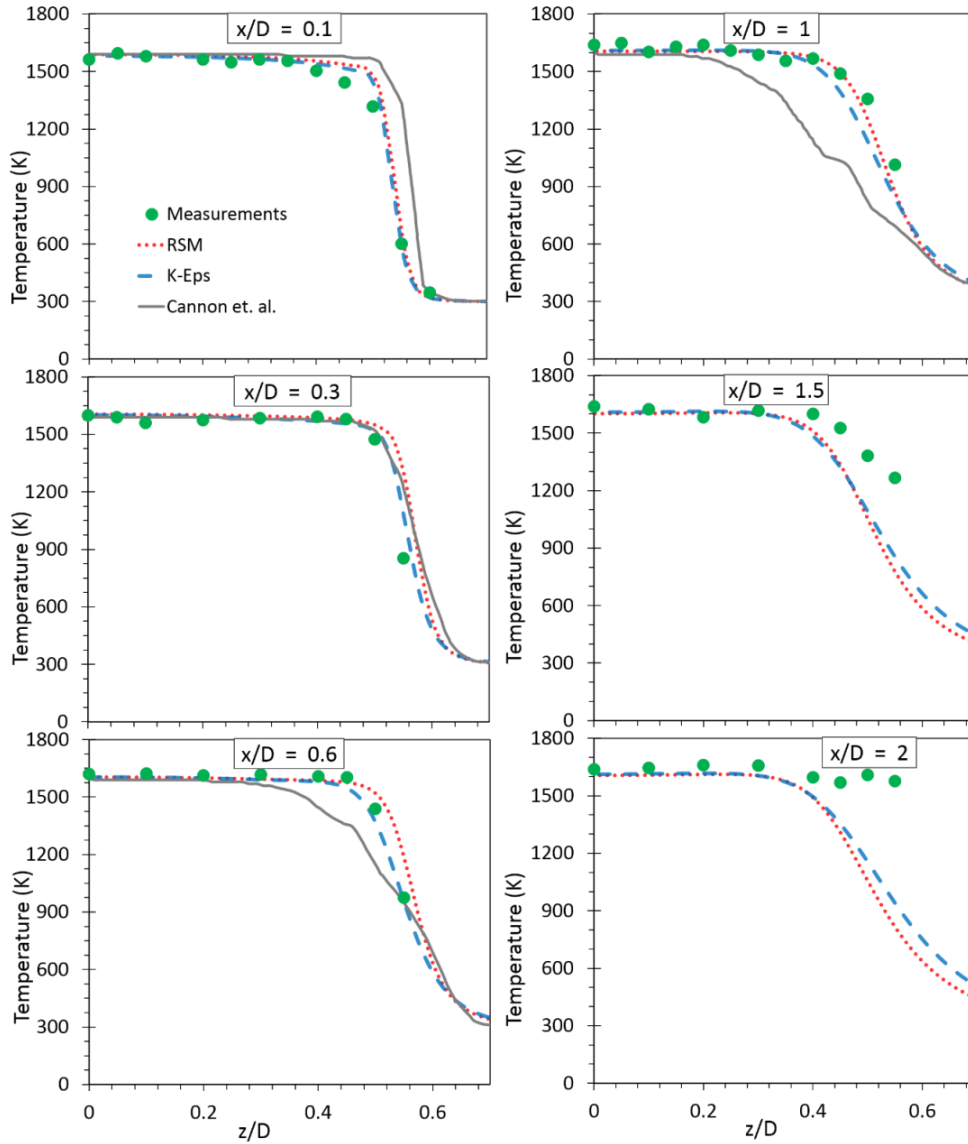 x/D = 0.1
Temperature (K)
1800
1500
1200
900
600
300
0
Measurements
RSM
K-Eps
Cannon et. al.
x/D = 1
Temperature (K)
1800
1500
1200
900
600
300
0
x/D = 0.3
Temperature (K)
1800
1500
1200
900
600
300
0
x/D = 1.5
Temperature (K)
1800
1500
1200
900
600
300
0
x/D = 0.6
Temperature (K)
1800
1500
1200
900
600
300
0
0 0.2 0.4 0.6
z/D
x/D = 2
Temperature (K)
1800
1500
1200
900
600
300
0
0 0.2 0.4 0.6
z/D